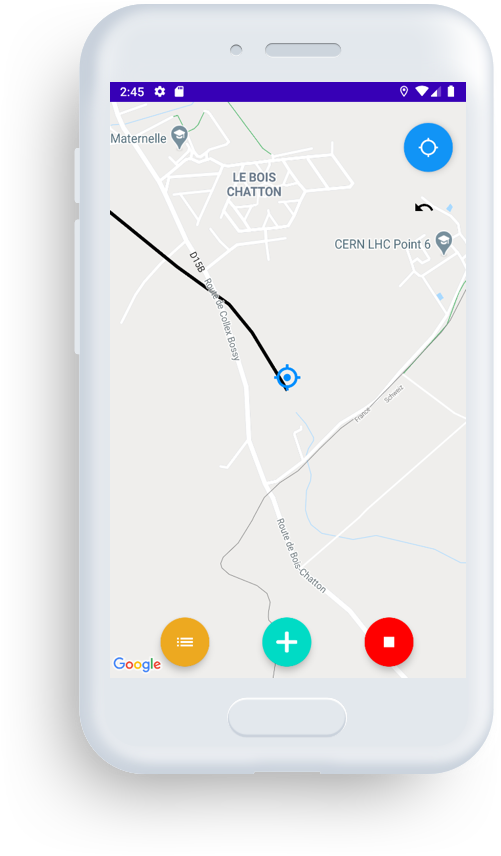 2:45
Maternelle
LE BOIS
CHATTON
CERN LHC Point 6
D15B
Route de Collex Bossy
France
Schweiz
Route de Bois-Chatton
Google